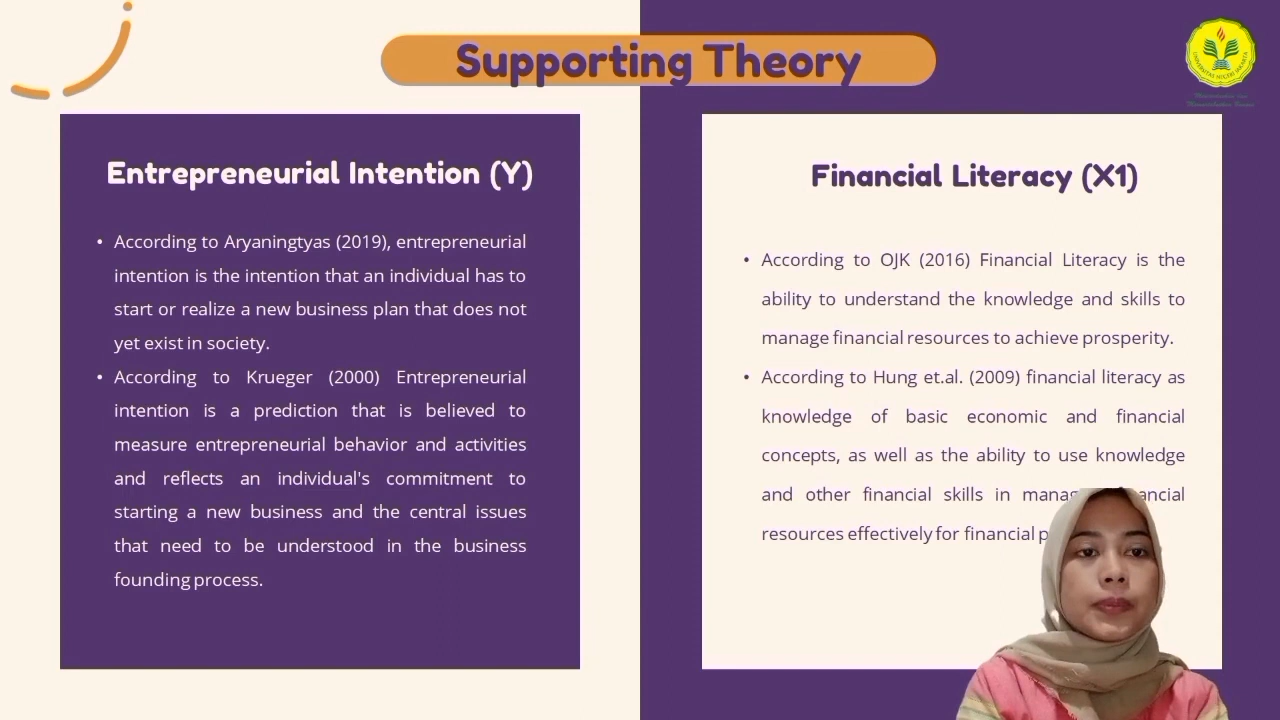 Supporting Theory
Entrepreneurial Intention (Y)
• According to Aryaningtyas (2019), entrepreneurial
intention is the intention that an individual has to
start or realize a new business plan that does not
yet exist in society.
• According to Krueger (2000) Entrepreneurial
intention is a prediction that is believed to
measure entrepreneurial behavior and activities
and reflects an individual's commitment to
starting a new business and the central issues
that need to be understood in the business
founding process.
Financial Literacy (X1)
• According to OJK (2016) Financial Literacy is the
ability to understand the knowledge and skills to
manage financial resources to achieve prosperity.
• According to Hung et.al. (2009) financial literacy as
knowledge of basic economic and financial
concepts, as well as the ability to use knowledge
and other financial skills in
resources effectively for financial
UNIVERSITAS NEGERI JAKARTA